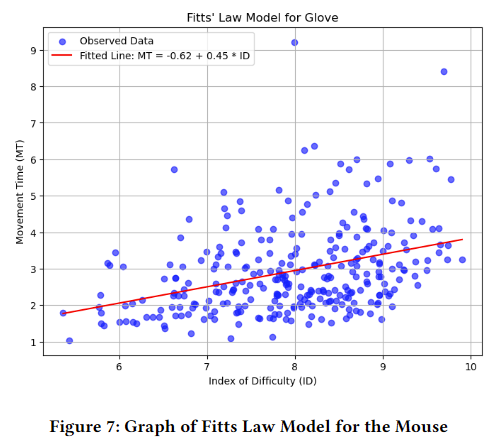 Fitts' Law Model for Glove
Observed Data
Fitted Line: MT = -0.62 + 0.45 * ID
9
8
7
6
5
4
3
2
1
Movement Time (MT)
6 7 8 9 10
Index of Difficulty (ID)
Figure 7: Graph of Fitts Law Model for the Mouse